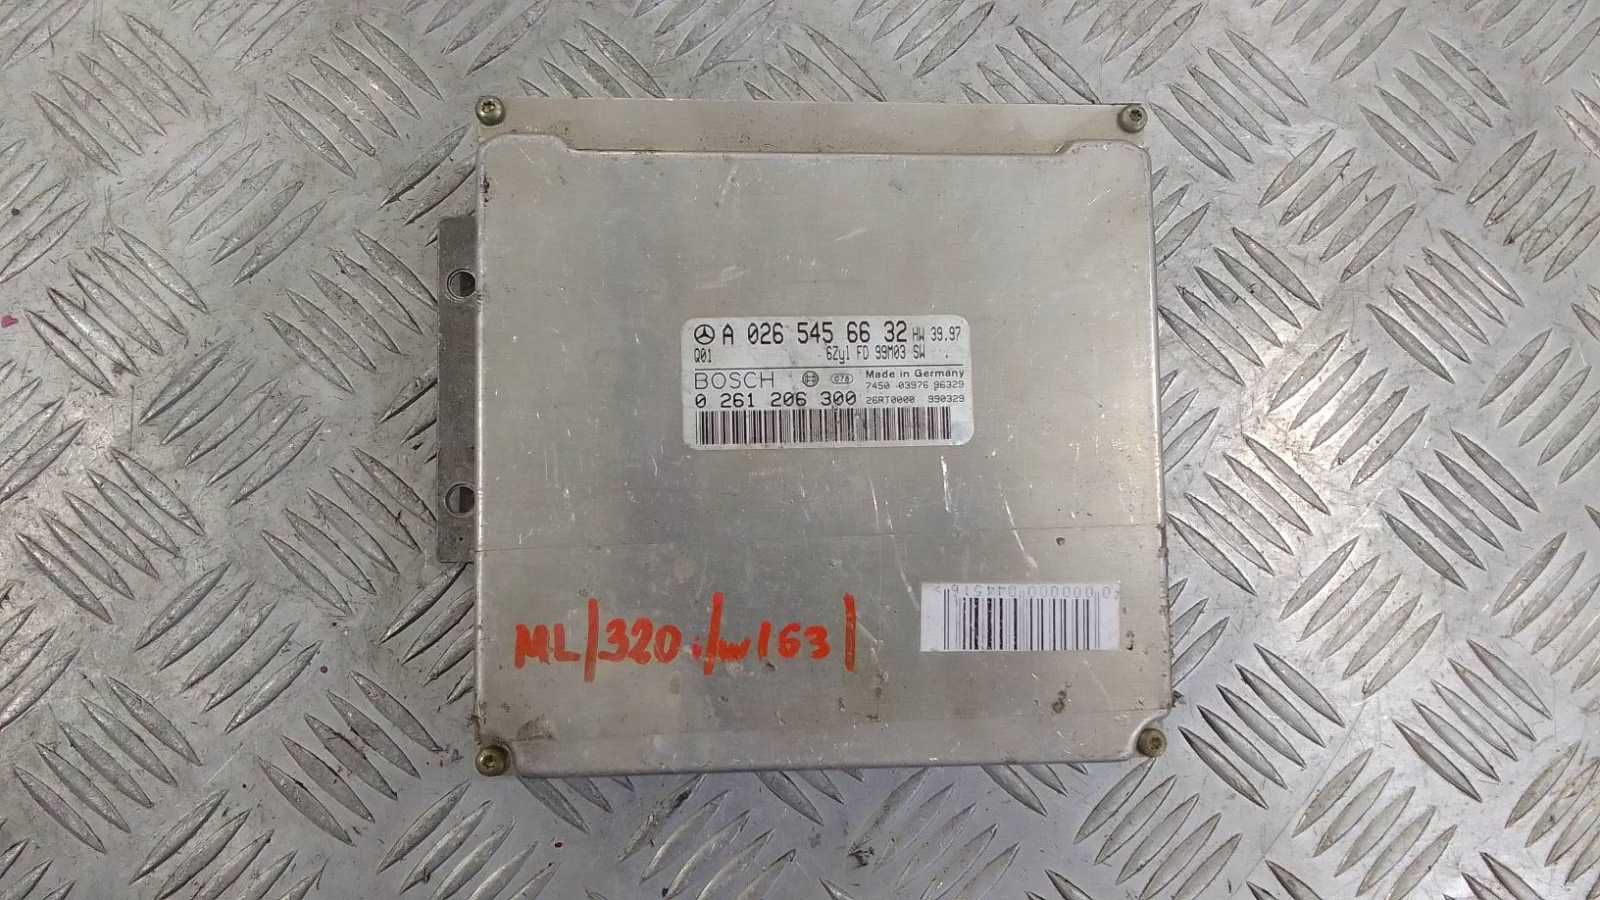 A 026 545 66 32 HW 39.97
Q01 6Zyl FD 99M03 SW .
BOSCH 076 Made in Germany
7450 03976 96329
0 261 206 300 26RT0000 990329
ML/320 i/w163/